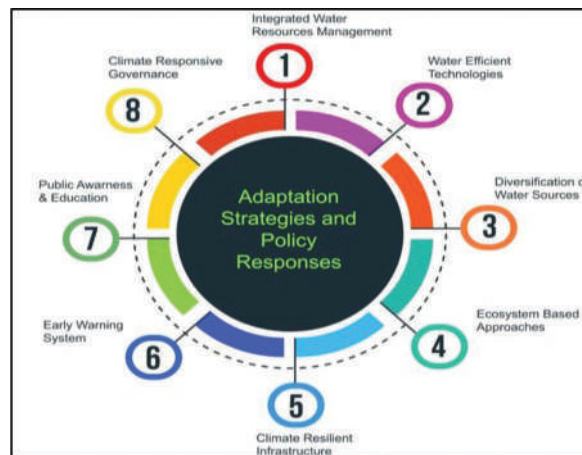 Integrated Water
Resources Management
1
Water Efficient
Technologies
2
Diversification o
Water Sources
3
Ecosystem Based
Approaches
4
Climate Resilient
Infrastructure
5
Early Warning
System
6
Public Awarness
& Education
7
Climate Responsive
Governance
8
Adaptation
Strategies and
Policy
Responses